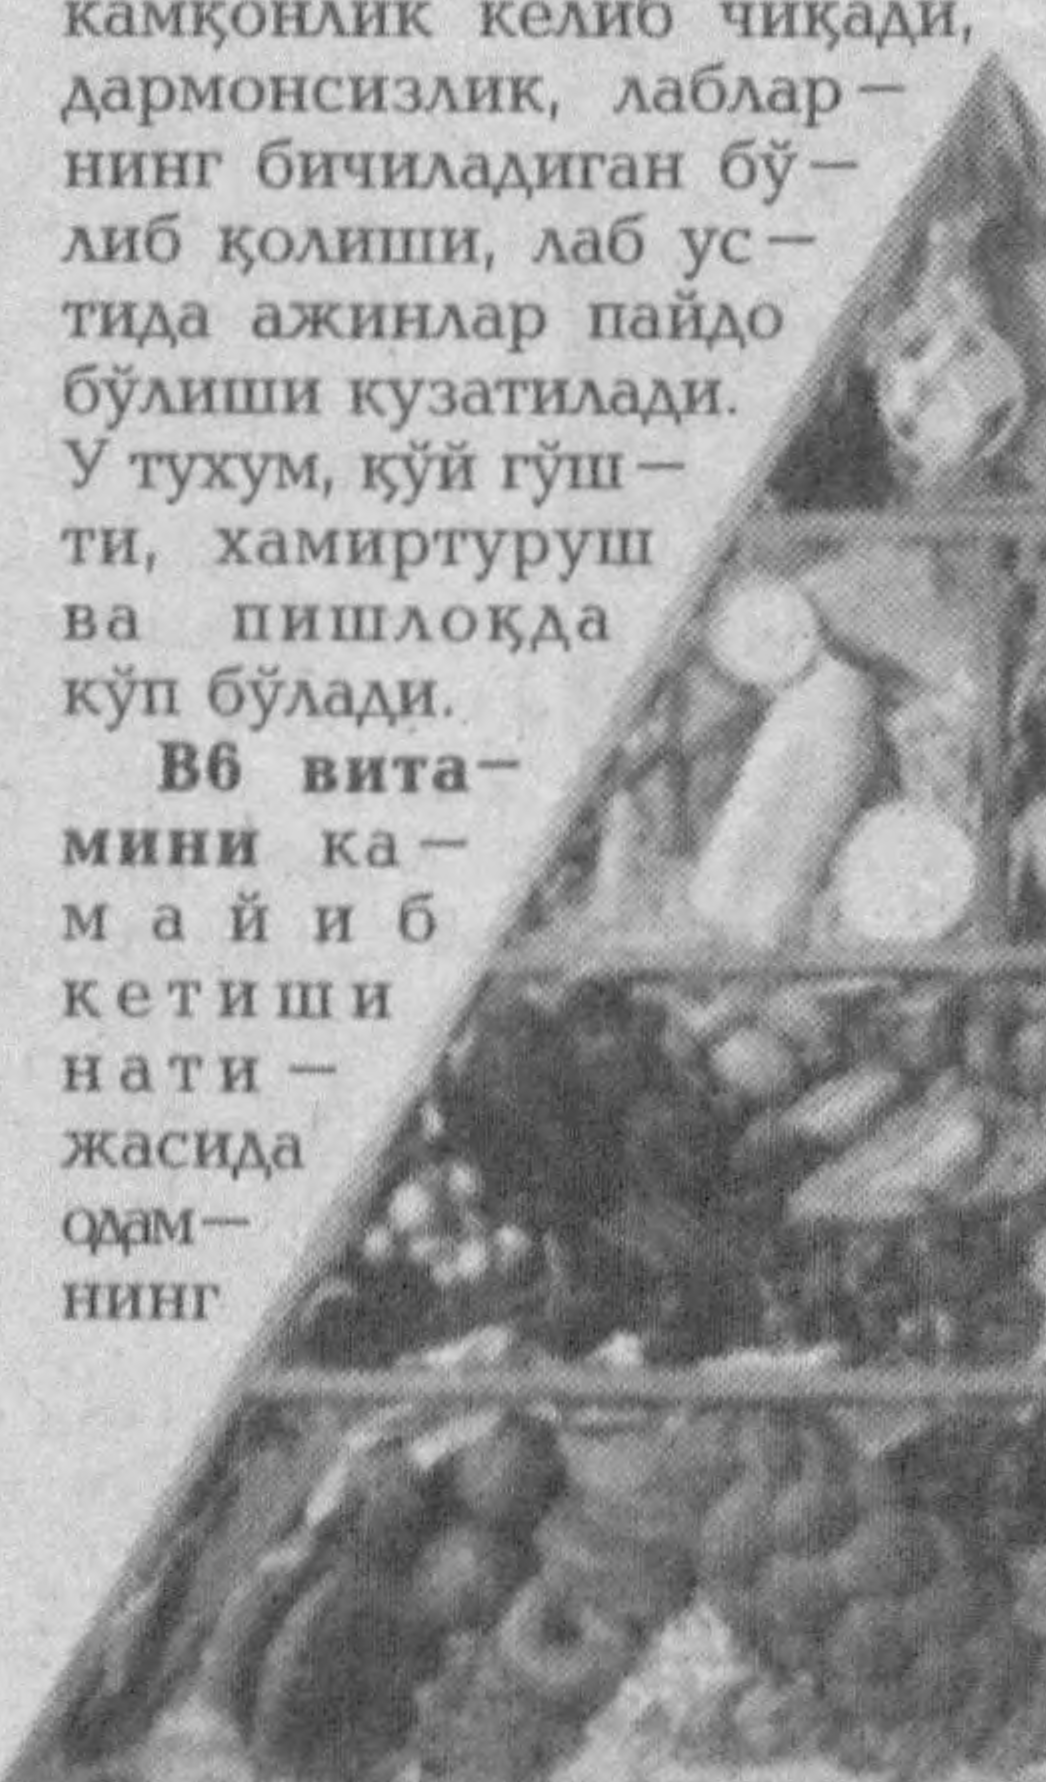 камқонлик келиб чиқади,
дармонсизлик, лаблар–
нинг бичиладиган бў–
либ қолиши, лаб ус–
тида ажинлар пайдо
бўлиши кузатилади.
У тухум, қўй гўш–
ти, хамиртуруш
ва пишлоқда
кўп бўлади.
В6 вита–
мини ка–
майиб
кетиши
нати–
жасида
одам–
нинг